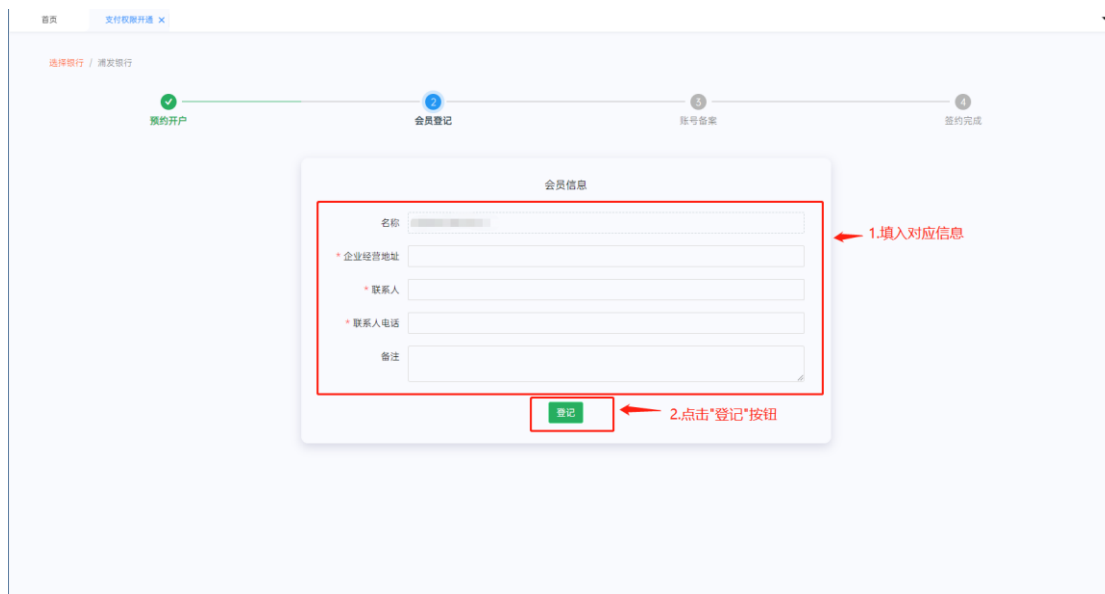 首页 支付权限开通 ×
选择银行 / 浦发银行
2 3 4
预约开户 会员登记 账号备案 签约完成
会员信息
名称
1.填入对应信息
* 企业经营地址
* 联系人
* 联系人电话
备注
登记 2.点击"登记"按钮